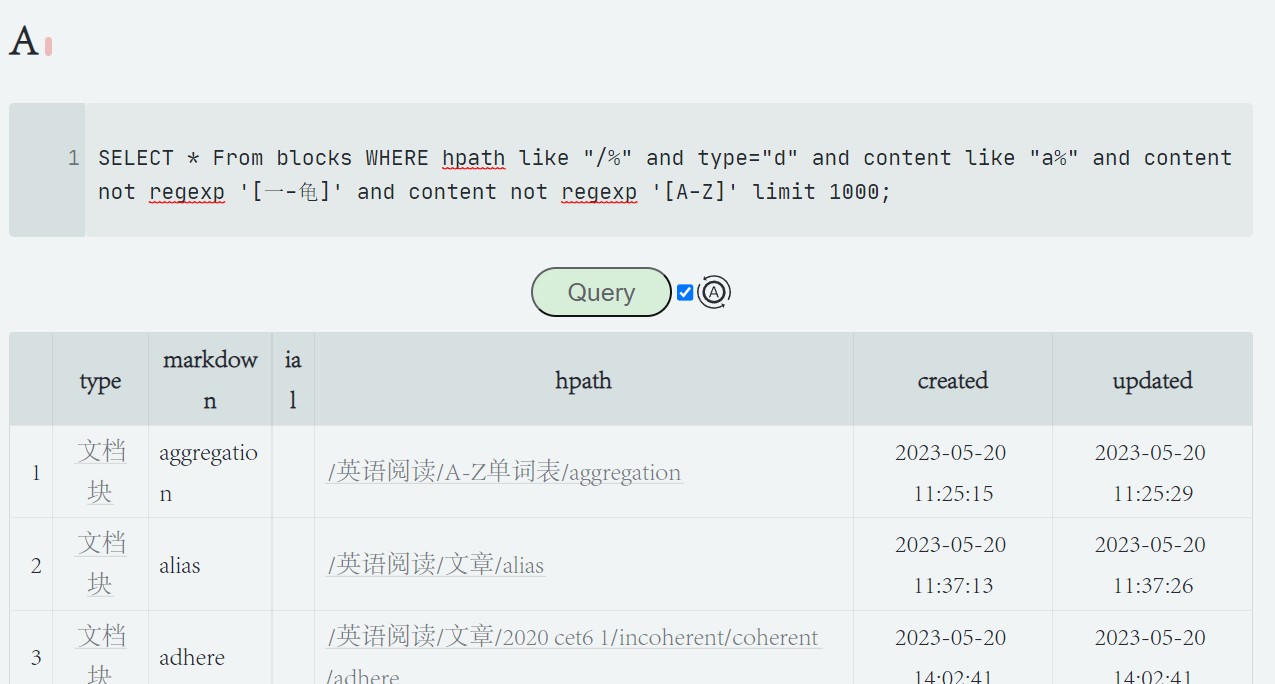 A
1 SELECT * From blocks WHERE hpath like "/%" and type="d" and content like "a%" and content
not regexp '[一-龟]' and content not regexp '[A-Z]' limit 1000;
Query A
type markdow
n ia
l hpath created updated
1 文档
块 aggregatio
n /英语阅读/A-Z单词表/aggregation 2023-05-20
11:25:15 2023-05-20
11:25:29
2 文档
块 alias /英语阅读/文章/alias 2023-05-20
11:37:13 2023-05-20
11:37:26
3 文档
块 adhere /英语阅读/文章/2020 cet6 1/incoherent/coherent
/adhere 2023-05-20
14:02:41 2023-05-20
14:02:41